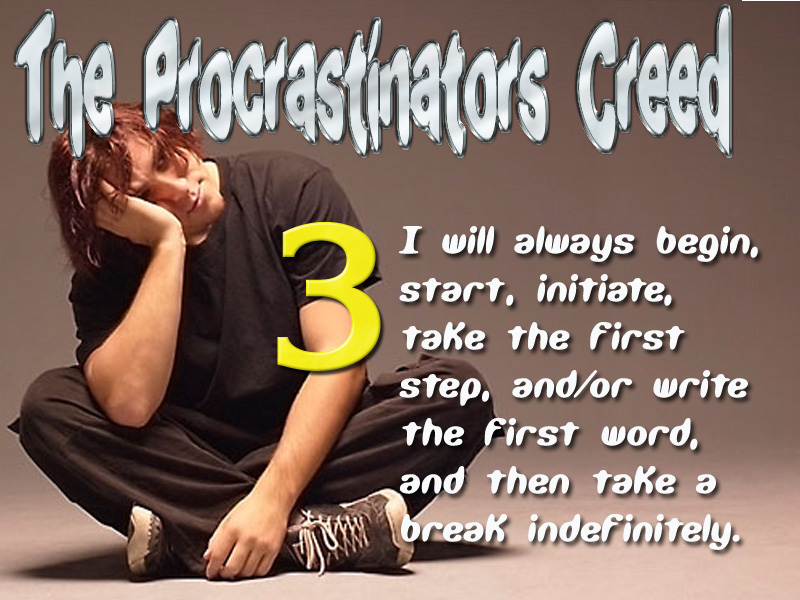 The Procrastinators Creed
3
I will always begin,
start, initiate,
take the first
step, and/or write
the first word,
and then take a
break indefinitely.